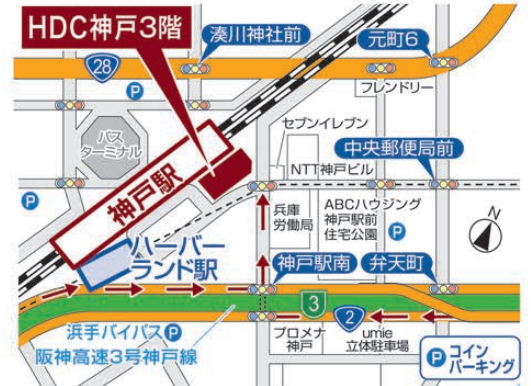 HDC神戸3階
湊川神社前
元町6
28
P
フレンドリー
バス
ターミナル
セブンイレブン
NTT神戸ビル
中央郵便局前
神戸駅
P
兵庫
労働局
ABCハウジング
神戸駅前
住宅公園
P
N
ハーバー
ランド駅
神戸駅南
弁天町
3
2
浜手バイパス P
阪神高速3号神戸線
プロメナ
神戸
umie
立体駐車場
P コイン
パーキング